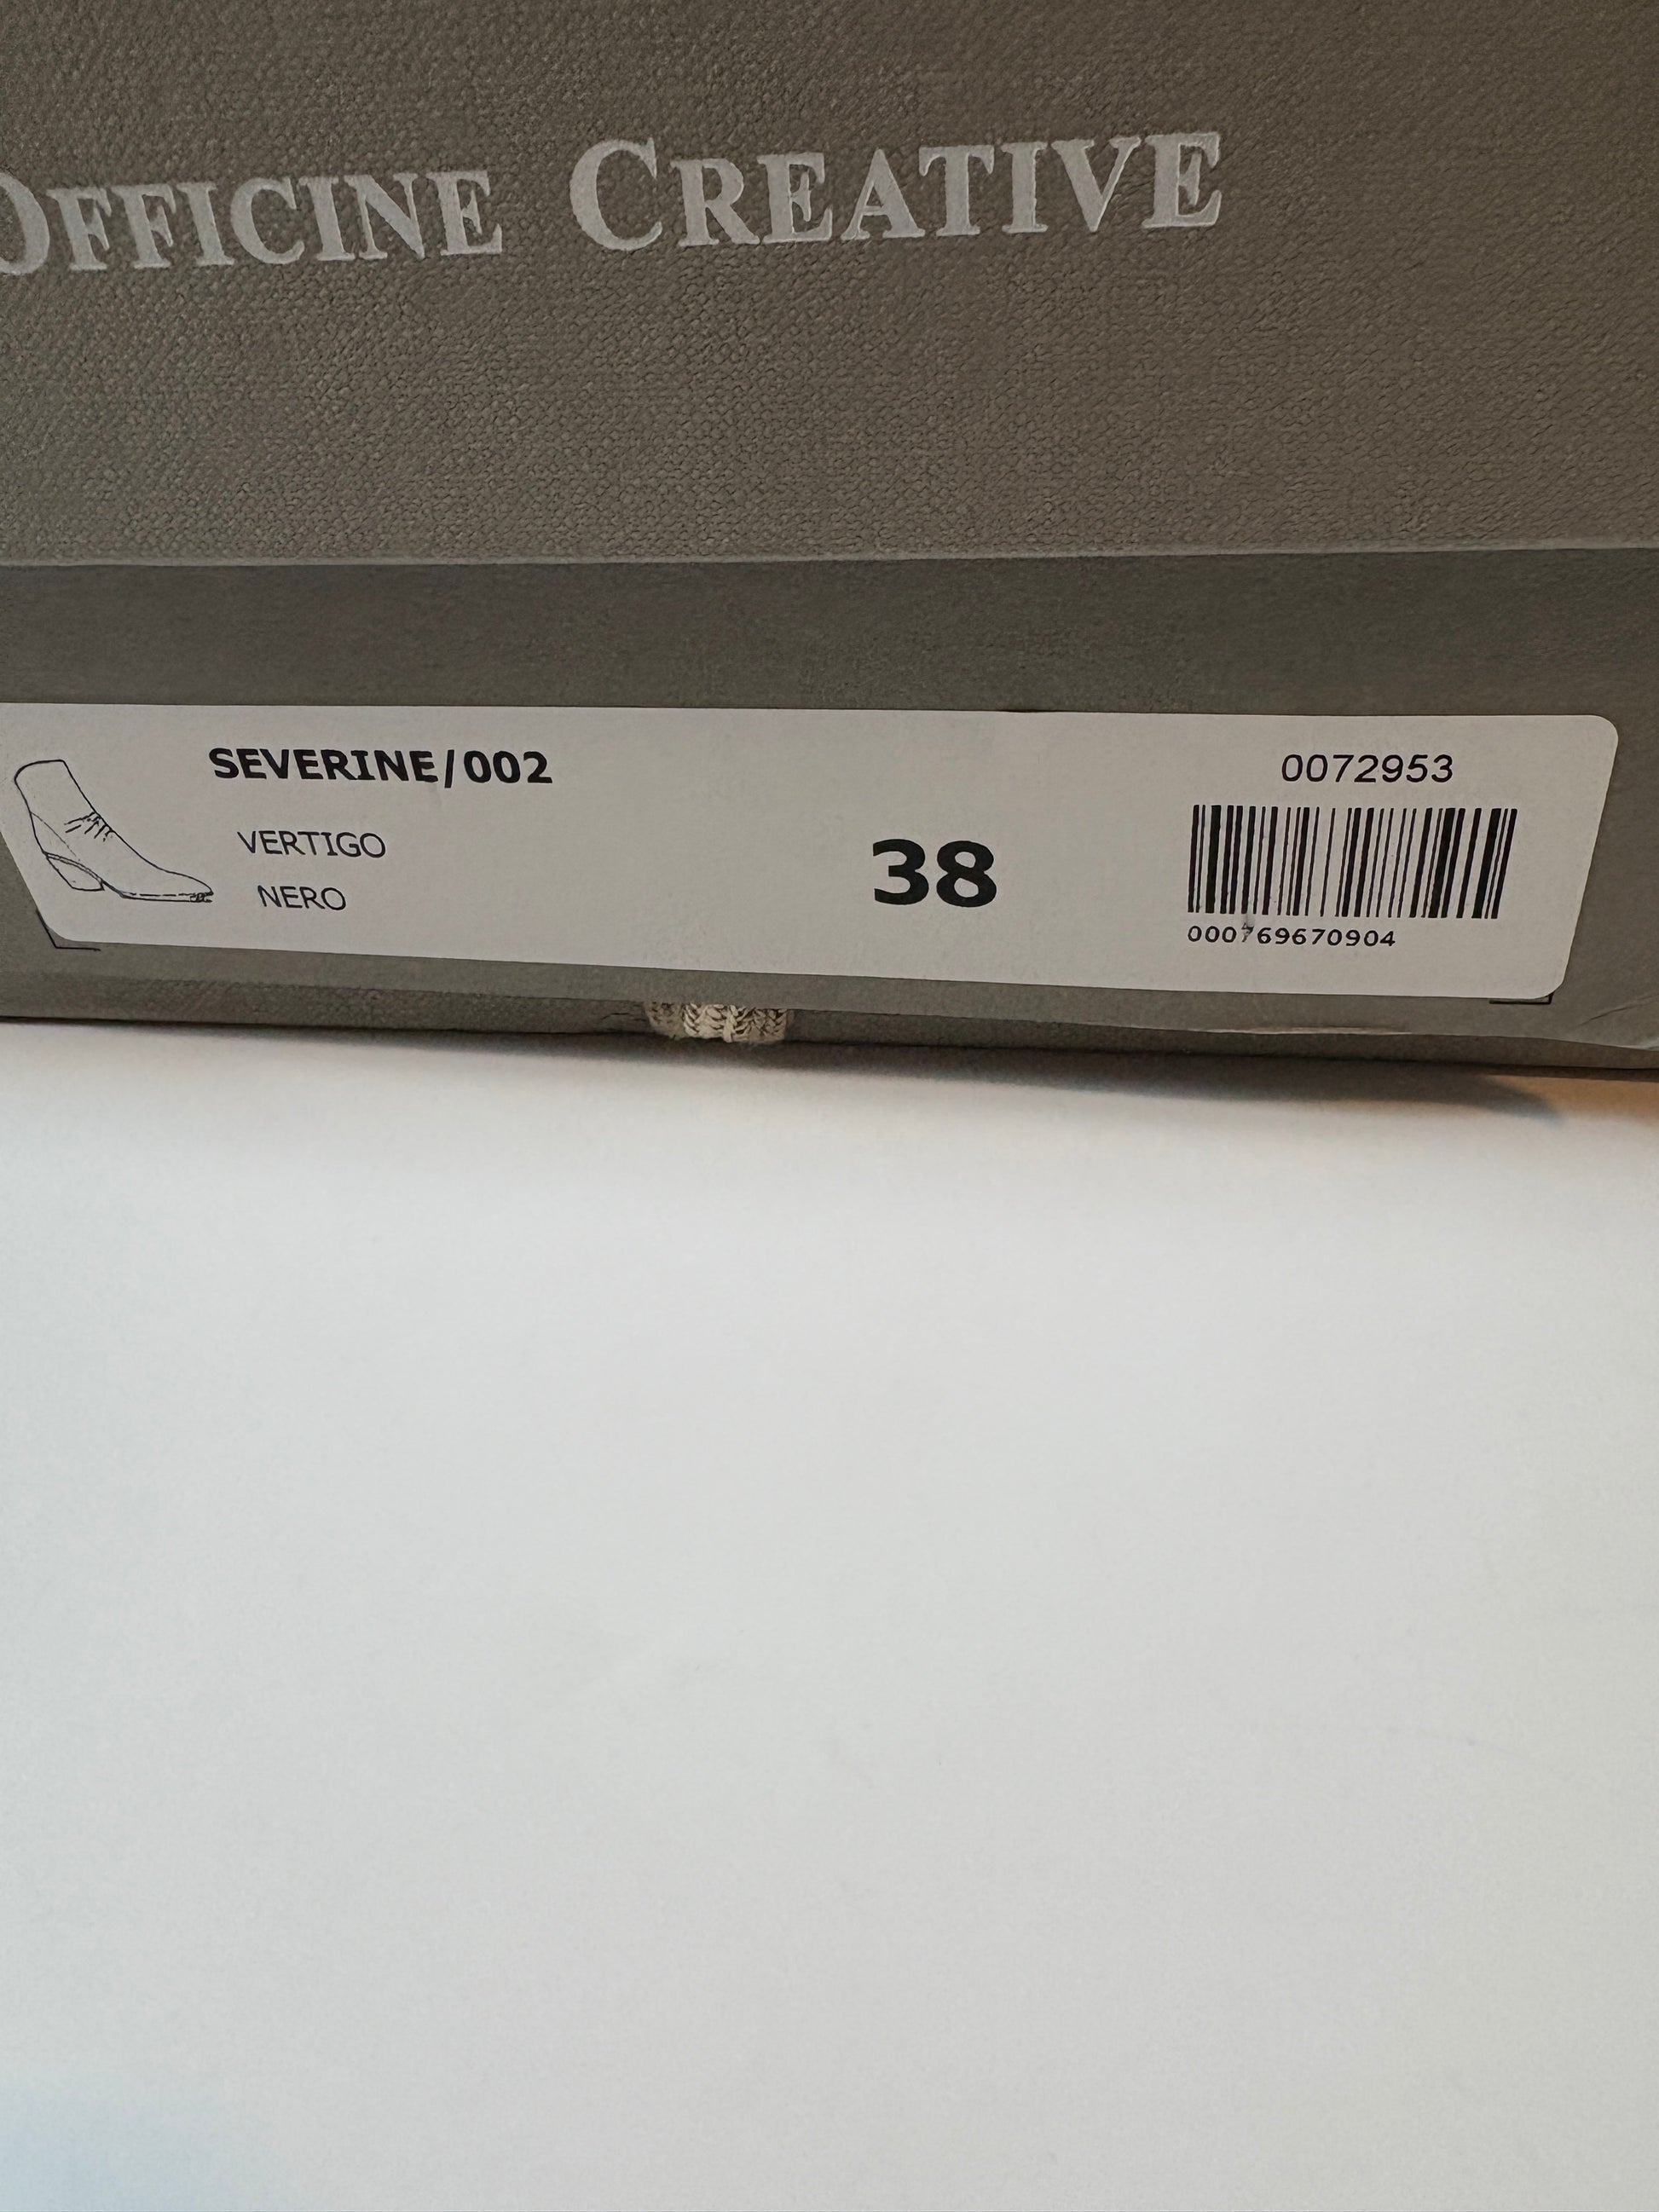 OFFICINE CREATIVE
SEVERINE/002
VERTIGO
NERO
38
0072953
000769670904